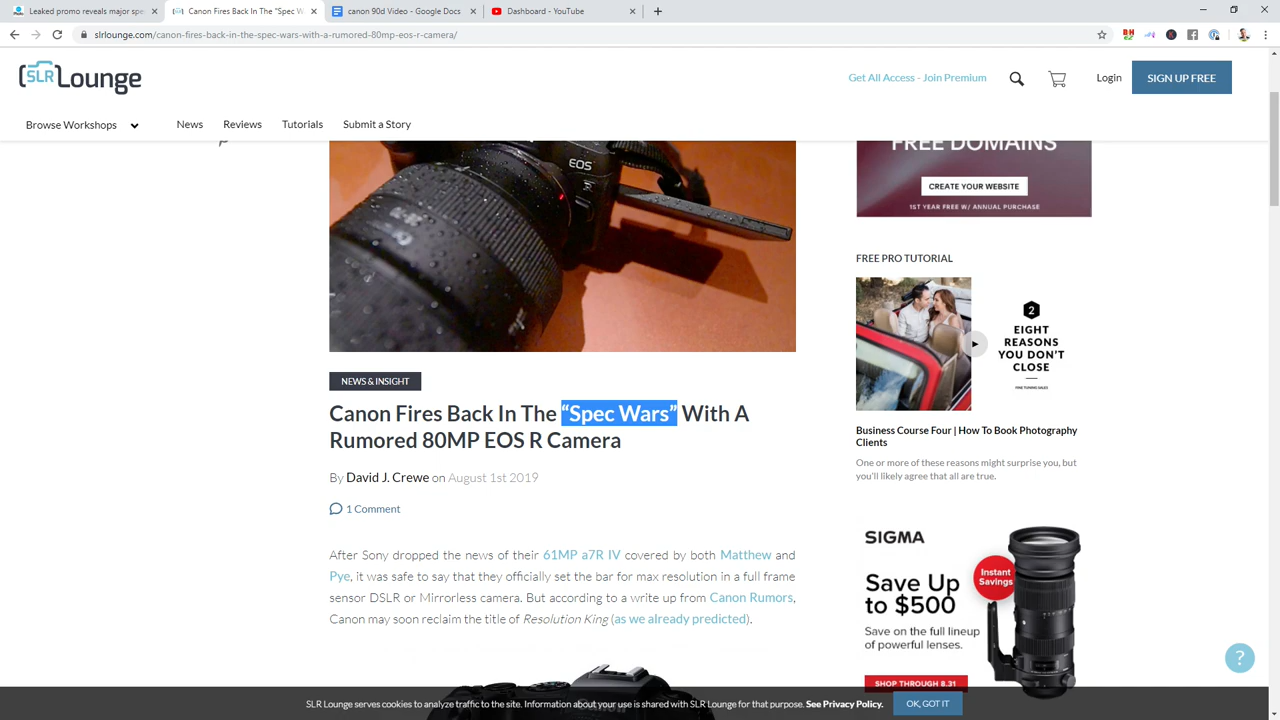 Leaked promo reveals major spe
Canon Fires Back In The "Spec W
canon 90d Video - Google Docs
Dashboard - YouTube
slrlounge.com/canon-fires-back-in-the-spec-wars-with-a-rumored-80mp-eos-r-camera/
SLR Lounge
Get All Access - Join Premium
Login
SIGN UP FREE
Browse Workshops
News
Reviews
Tutorials
Submit a Story
EOS
FREE DOMAINS
CREATE YOUR WEBSITE
1ST YEAR FREE W/ ANNUAL PURCHASE
FREE PRO TUTORIAL
2
EIGHT
REASONS
YOU DON'T
CLOSE
Business Course Four | How To Book Photography
Clients
One or more of these reasons might surprise you, but
you'll likely agree that all are true.
NEWS & INSIGHT
Canon Fires Back In The “Spec Wars” With A
Rumored 80MP EOS R Camera
By David J. Crewe on August 1st 2019
1 Comment
After Sony dropped the news of their 61MP a7R IV covered by both Matthew and
Pye, it was safe to say that they officially set the bar for max resolution in a full frame
sensor DSLR or Mirrorless camera. But according to a write up from Canon Rumors,
Canon may soon reclaim the title of Resolution King (as we already predicted).
SIGMA
Instant
Savings
Save Up
to $500
Save on the full lineup
of powerful lenses.
SHOP THROUGH 8.31
?
SLR Lounge serves cookies to analyze traffic to the site. Information about your use is shared with SLR Lounge for that purpose. See Privacy Policy.
OK, GOT IT